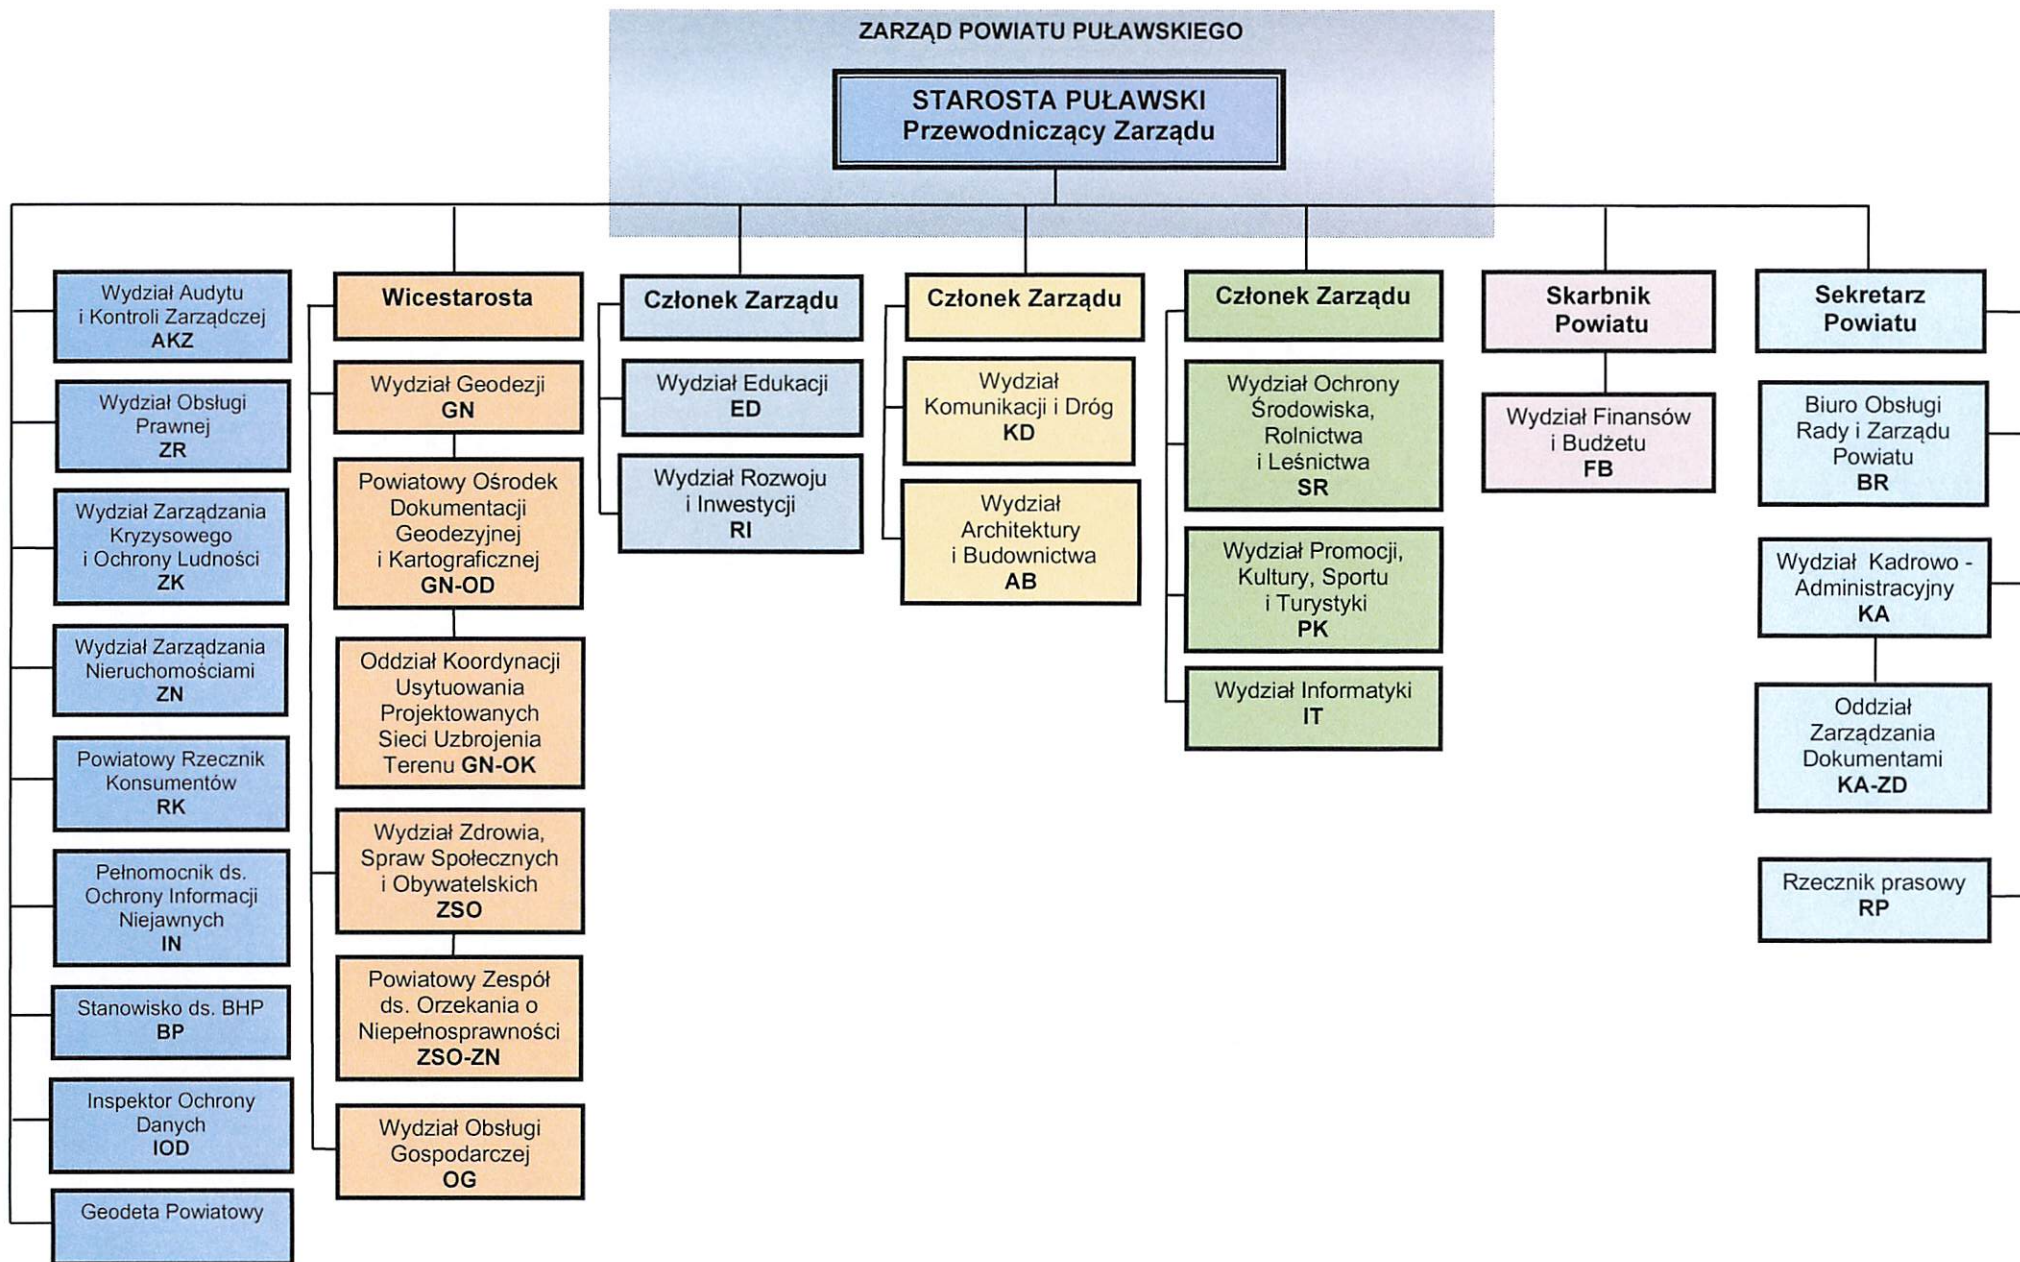 ZARZĄD POWIATU PUŁAWSKIEGO
STAROSTA PUŁAWSKI
Przewodniczący Zarządu
Wydział Audytu
i Kontroli Zarządczej
AKZ
Wydział Obsługi
Prawnej
ZR
Wydział Zarządzania
Kryzysowego
i Ochrony Ludności
ZK
Wydział Zarządzania
Nieruchomościami
ZN
Powiatowy Rzecznik
Konsumentów
RK
Pełnomocnik ds.
Ochrony Informacji
Niejawnych
IN
Stanowisko ds. BHP
BP
Inspektor Ochrony
Danych
IOD
Geodeta Powiatowy
Wicestarosta
Wydział Geodezji
GN
Powiatowy Ośrodek
Dokumentacji
Geodezyjnej
i Kartograficznej
GN-OD
Oddział Koordynacji
Usytuowania
Projektowanych
Sieci Uzbrojenia
Terenu GN-OK
Wydział Zdrowia,
Spraw Społecznych
i Obywatelskich
ZSO
Powiatowy Zespół
ds. Orzekania o
Niepełnosprawności
ZSO-ZN
Wydział Obsługi
Gospodarczej
OG
Członek Zarządu
Wydział Edukacji
ED
Wydział Rozwoju
i Inwestycji
RI
Członek Zarządu
Wydział
Komunikacji i Dróg
KD
Wydział
Architektury
i Budownictwa
AB
Członek Zarządu
Wydział Ochrony
Środowiska,
Rolnictwa
i Leśnictwa
SR
Wydział Promocji,
Kultury, Sportu
i Turystyki
PK
Wydział Informatyki
IT
Skarbnik
Powiatu
Wydział Finansów
i Budżetu
FB
Sekretarz
Powiatu
Biuro Obsługi
Rady i Zarządu
Powiatu
BR
Wydział Kadrowo -
Administracyjny
KA
Oddział
Zarządzania
Dokumentami
KA-ZD
Rzecznik prasowy
RP